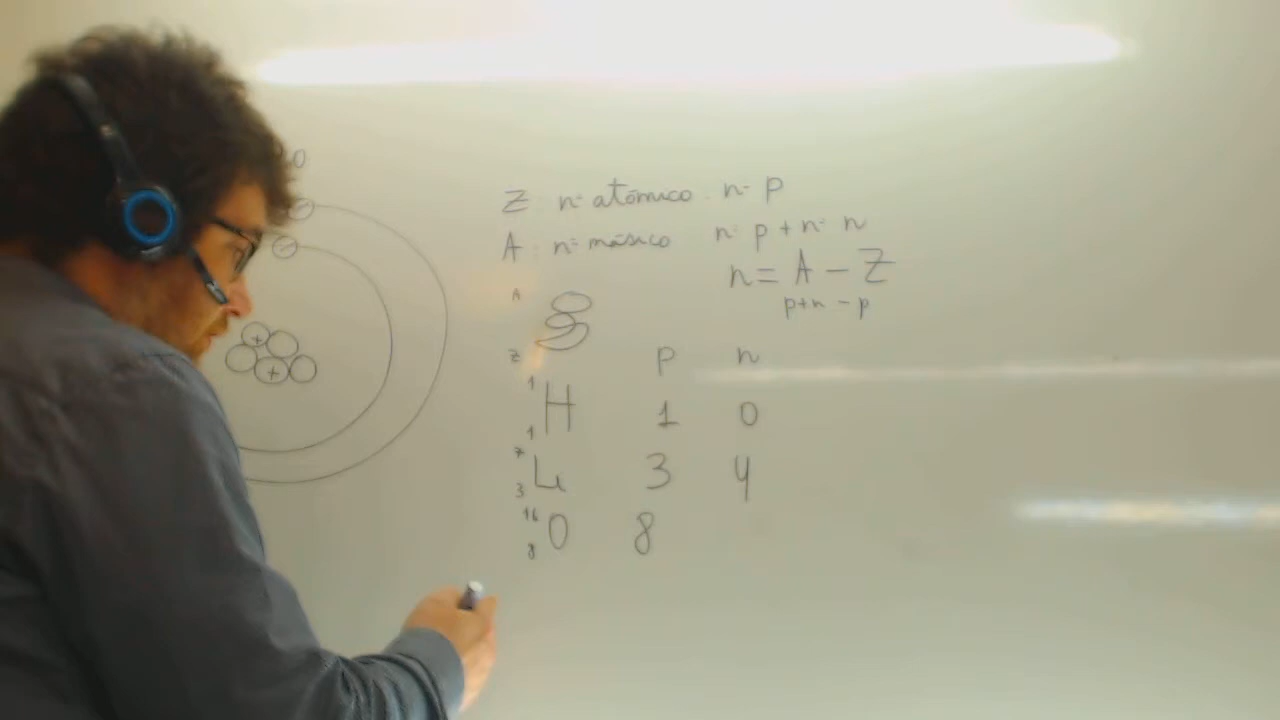 Z : nº atómico . nº p
A : nº másico nº p + nº n
n = A - Z
p+n - p
A
Z
p n
1
1 H 1 0
7
3 Li 3 4
16
8 O 8